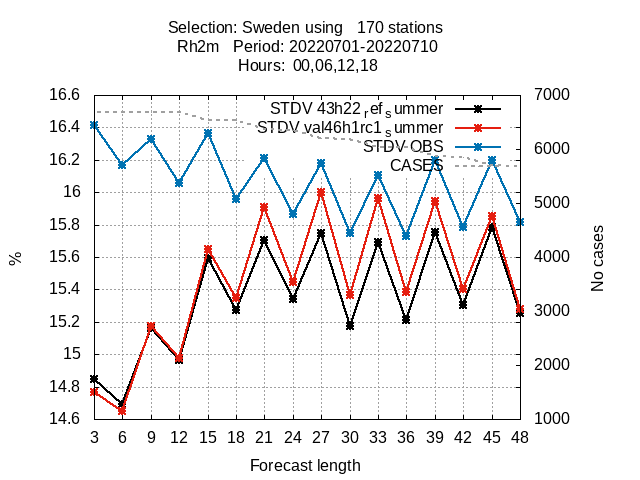 Selection: Sweden using 170 stations
Rh2m Period: 20220701-20220710
Hours: 00,06,12,18
STDV 43h22ref_summer
STDV val46h1rc1_summer
STDV OBS
CASES
16.6
16.4
16.2
16
15.8
15.6
15.4
15.2
15
14.8
14.6
%
7000
6000
5000
4000
3000
2000
1000
No cases
3 6 9 12 15 18 21 24 27 30 33 36 39 42 45 48
Forecast length